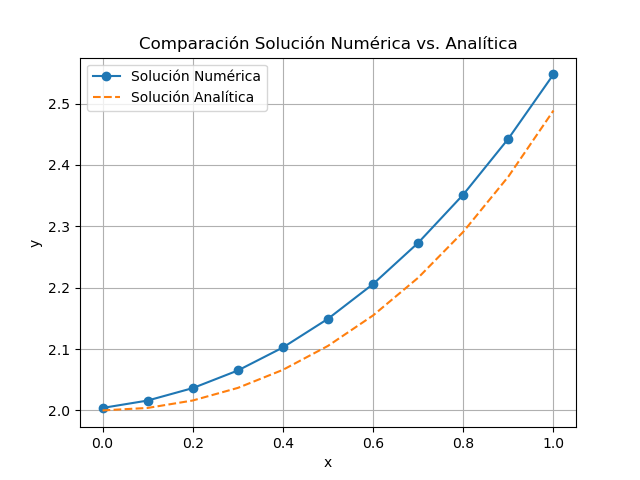 Comparación Solución Numérica vs. Analítica
Solución Numérica
Solución Analítica
2.5
2.4
2.3
2.2
2.1
2.0
y
0.0 0.2 0.4 0.6 0.8 1.0
x